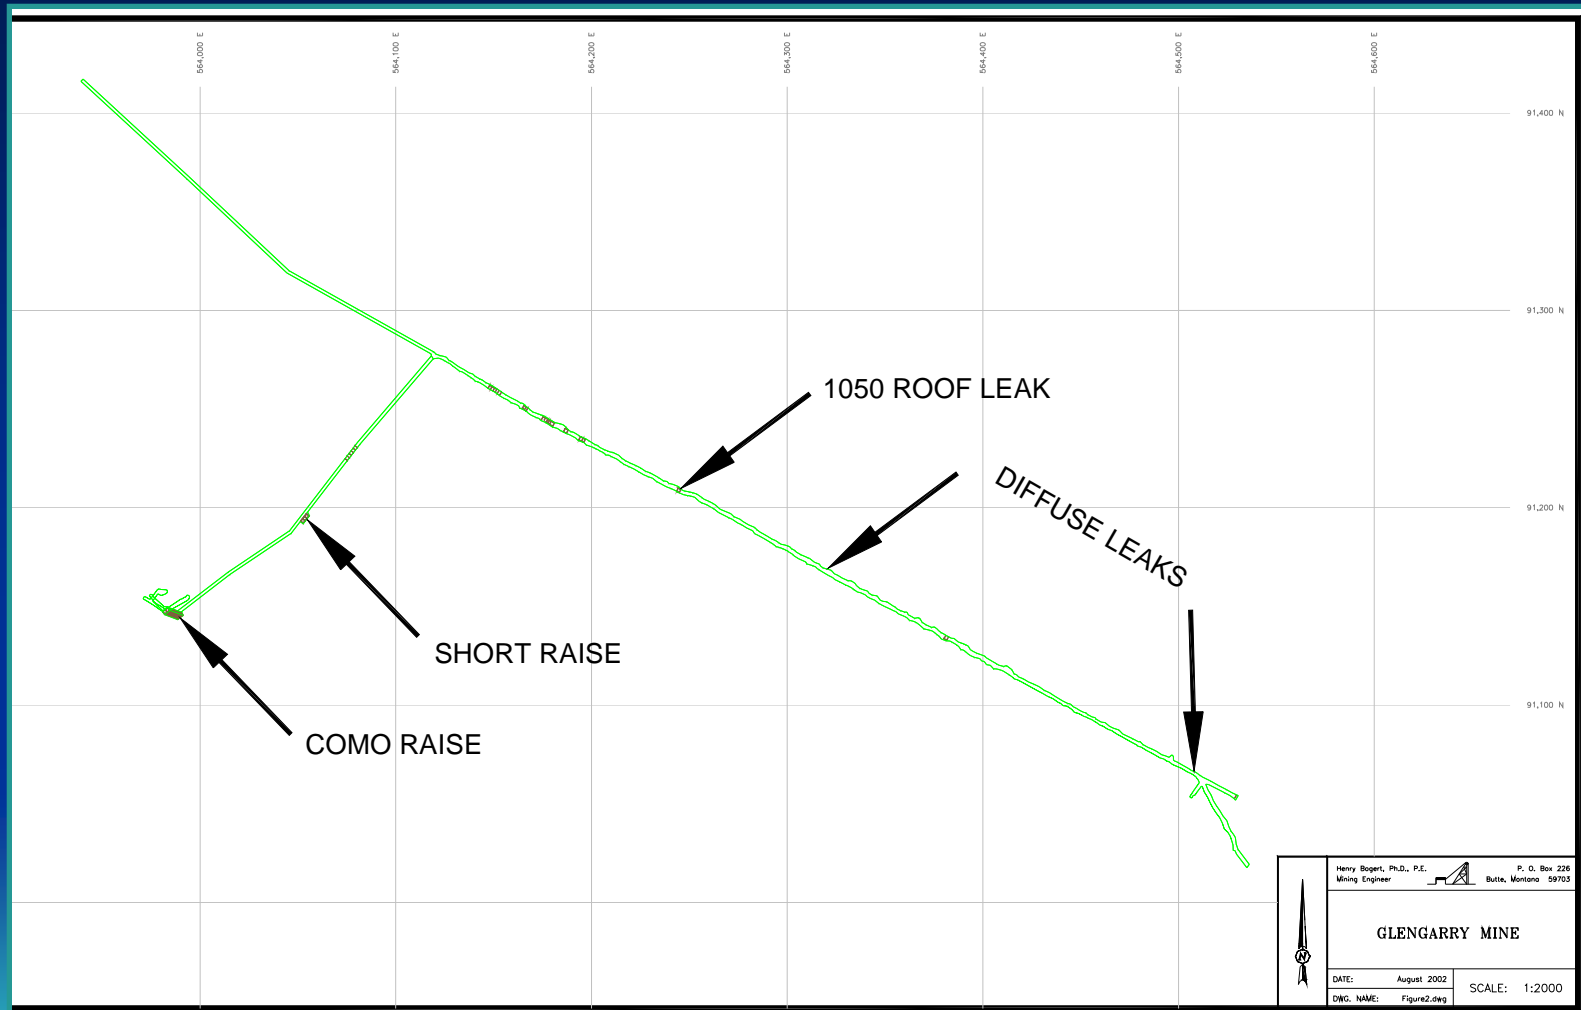 564,000 E
564,100 E
564,200 E
564,300 E
564,400 E
564,500 E
564,600 E
91,400 N
91,300 N
1050 ROOF LEAK
DIFFUSE LEAKS
91,200 N
SHORT RAISE
91,100 N
COMO RAISE
Henry Bogert, Ph.D., P.E.
Mining Engineer
P. O. Box 226
Butte, Montana 59703
GLENGARRY MINE
N
DATE: August 2002
DWG. NAME: Figure2.dwg
SCALE: 1:2000